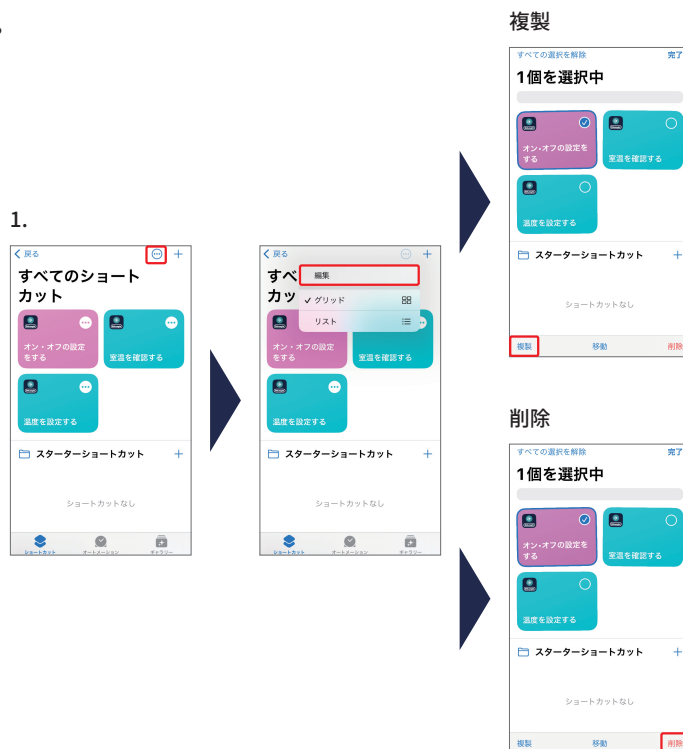 1.
戻る
すべてのショート
カット
オン・オフの設定
をする
室温を確認する
温度を設定する
スターターショートカット
ショートカットなし
ショートカット
オートメーション
ギャラリー
戻る
すべ
カッ
編集
グリッド
リスト
オン・オフの設定
をする
室温を確認する
温度を設定する
スターターショートカット
ショートカットなし
ショートカット
オートメーション
ギャラリー
複製
すべての選択を解除
完了
1個を選択中
オン・オフの設定を
する
室温を確認する
温度を設定する
スターターショートカット
ショートカットなし
複製
移動
削除
削除
すべての選択を解除
完了
1個を選択中
オン・オフの設定を
する
室温を確認する
温度を設定する
スターターショートカット
ショートカットなし
複製
移動
削除